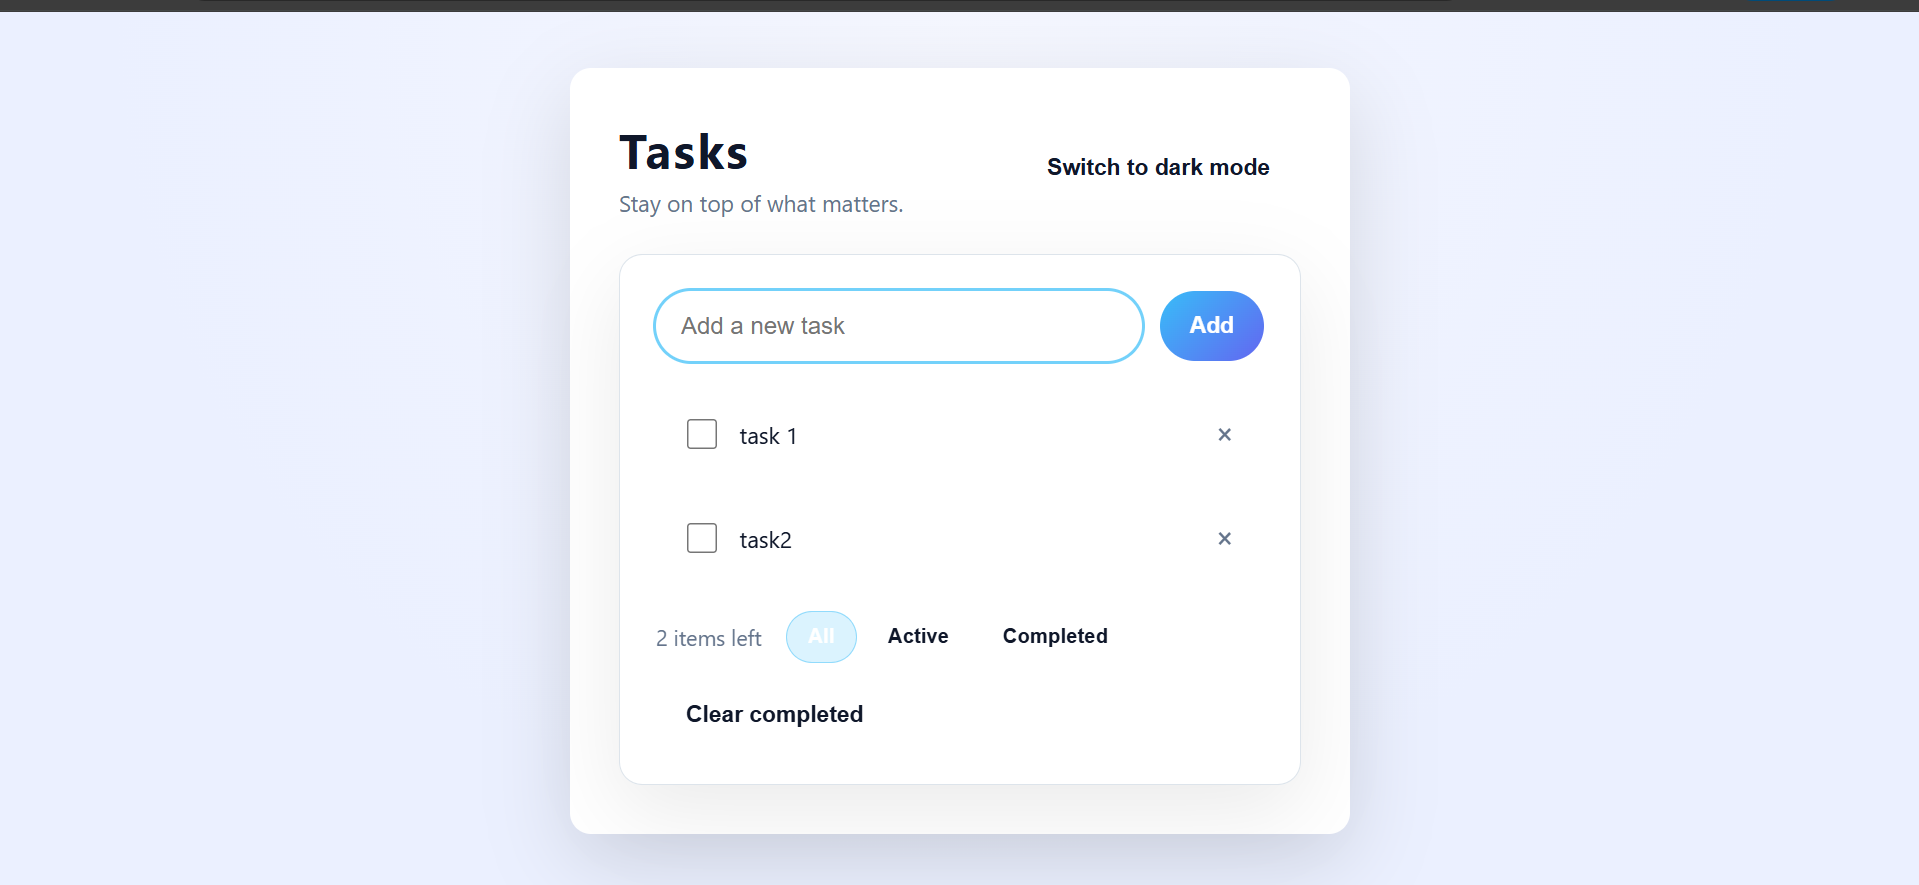 Tasks
Switch to dark mode
Stay on top of what matters.
Add a new task
Add
task 1
×
task2
×
2 items left
All
Active
Completed
Clear completed